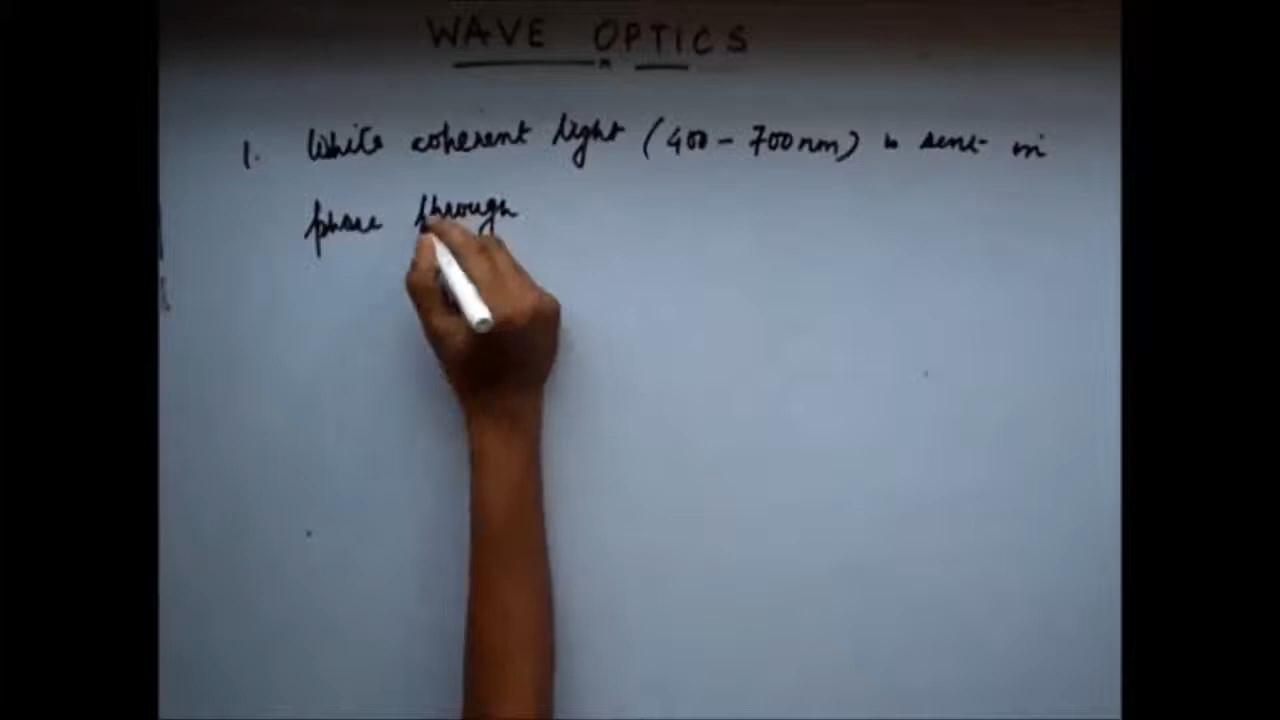 WAVE OPTICS
1. White coherent light (400 - 700nm) is sent in
phase through